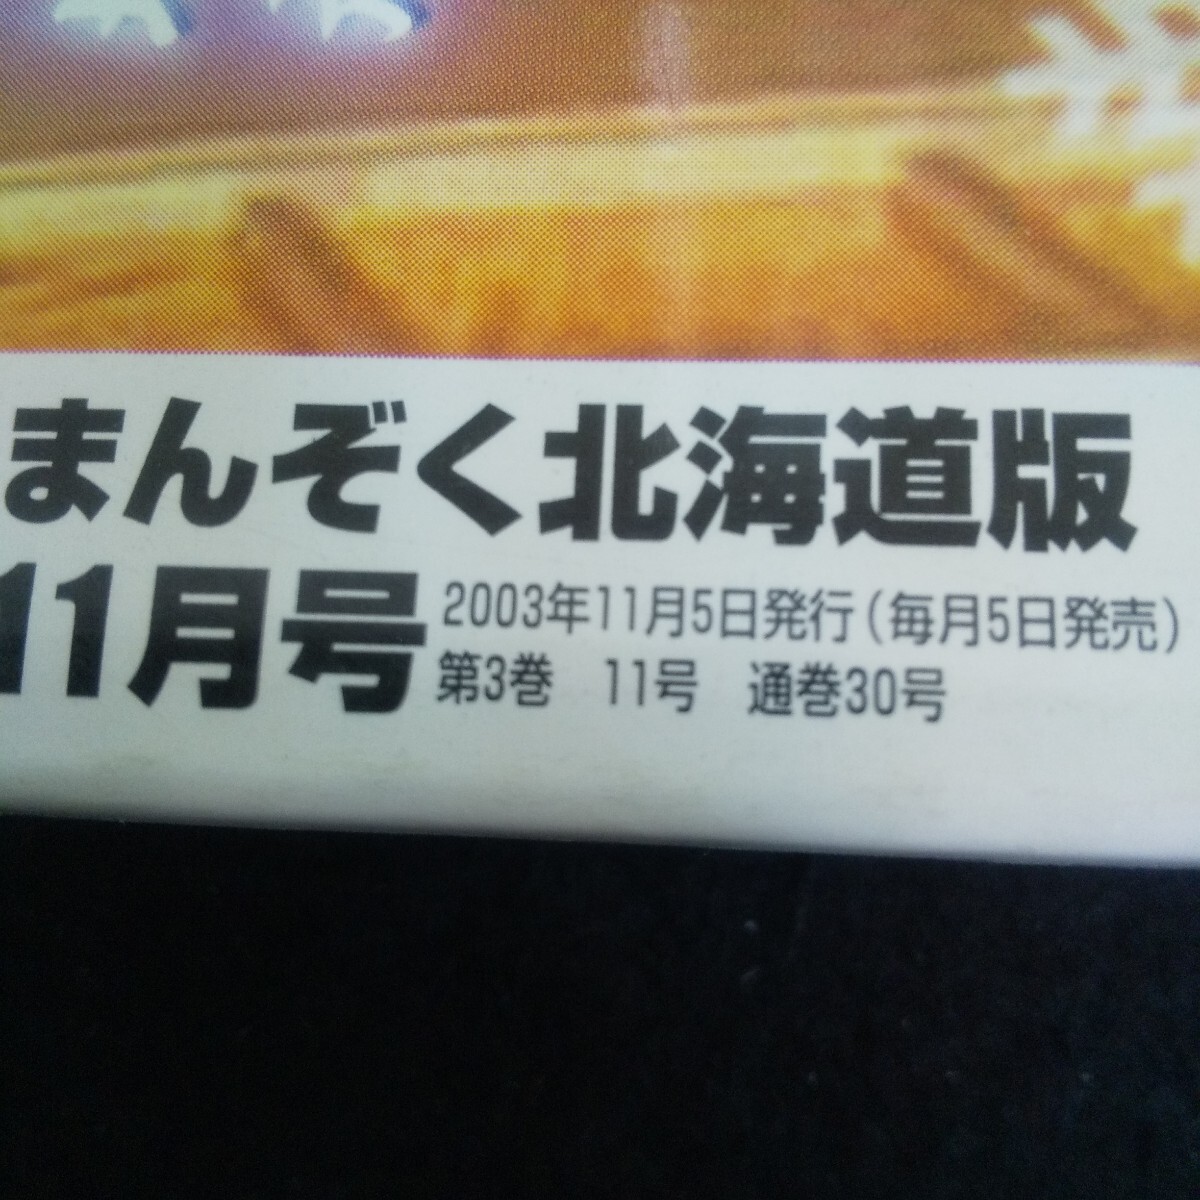 まんぞく北海道版
11月号
2003年11月5日発行（毎月5日発売）
第3巻　11号　通巻30号